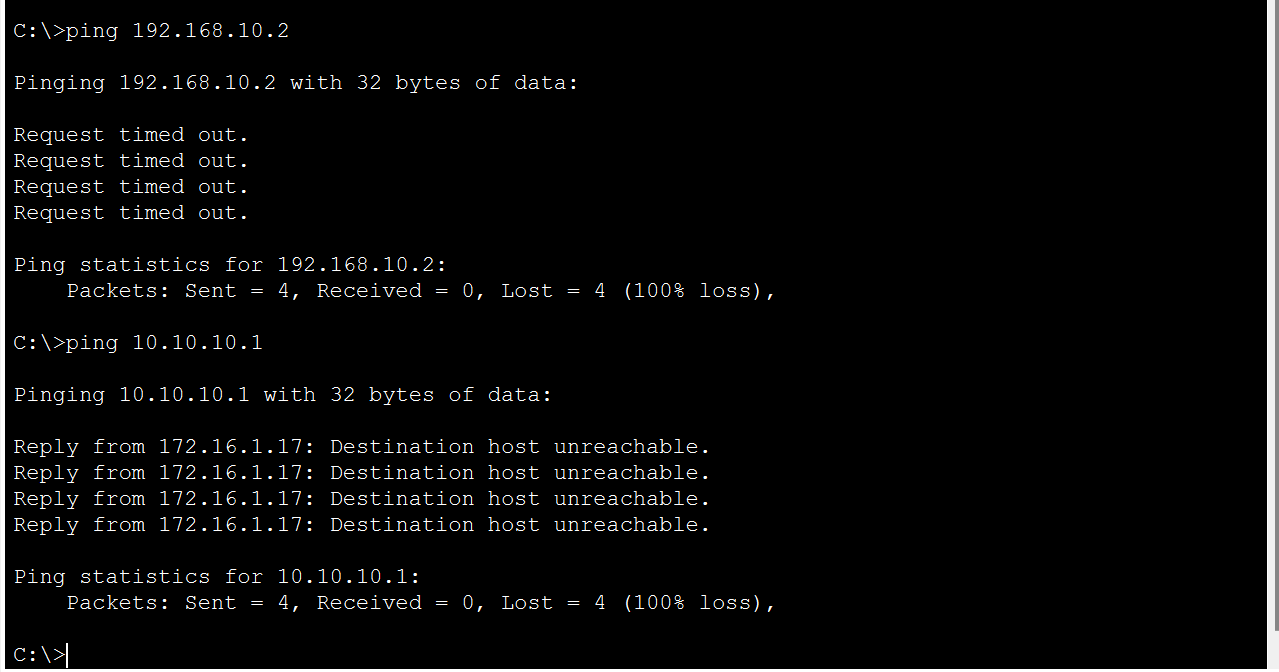 C:\>ping 192.168.10.2
Pinging 192.168.10.2 with 32 bytes of data:
Request timed out.
Request timed out.
Request timed out.
Request timed out.
Ping statistics for 192.168.10.2:
    Packets: Sent = 4, Received = 0, Lost = 4 (100% loss),
C:\>ping 10.10.10.1
Pinging 10.10.10.1 with 32 bytes of data:
Reply from 172.16.1.17: Destination host unreachable.
Reply from 172.16.1.17: Destination host unreachable.
Reply from 172.16.1.17: Destination host unreachable.
Reply from 172.16.1.17: Destination host unreachable.
Ping statistics for 10.10.10.1:
    Packets: Sent = 4, Received = 0, Lost = 4 (100% loss),
C:\>